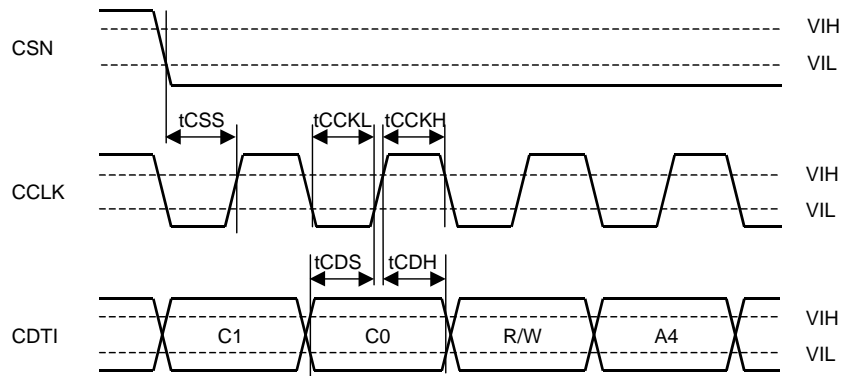 CSN
VIH
VIL
tCSS
tCCKL
tCCKH
CCLK
VIH
VIL
tCDS
tCDH
CDTI
C1
C0
R/W
A4
VIH
VIL